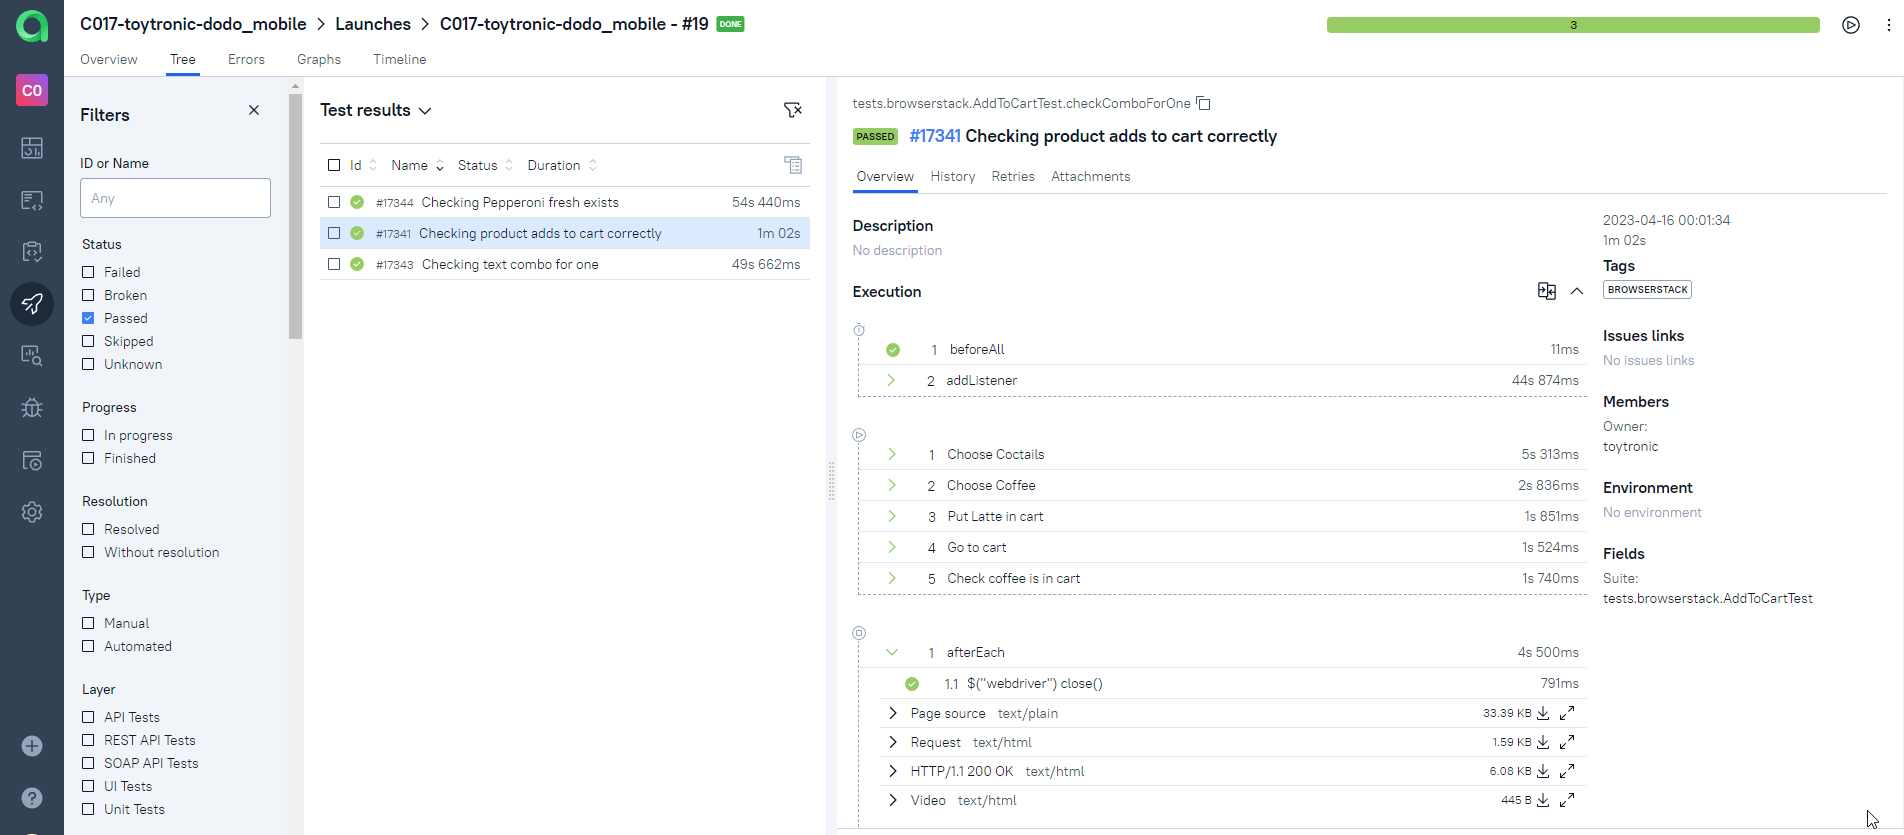 C017-toytronic-dodo_mobile > Launches > C017-toytronic-dodo_mobile - #19 DONE
3
Overview Tree Errors Graphs Timeline
C0
Filters
ID or Name
Any
Status
Failed
Broken
Passed
Skipped
Unknown
Progress
In progress
Finished
Resolution
Resolved
Without resolution
Type
Manual
Automated
Layer
API Tests
REST API Tests
SOAP API Tests
UI Tests
Unit Tests
Test results
Id Name Status Duration
#17344 Checking Pepperoni fresh exists 54s 440ms
#17341 Checking product adds to cart correctly 1m 02s
#17343 Checking text combo for one 49s 662ms
tests.browserstack.AddToCartTest.checkComboForOne
PASSED #17341 Checking product adds to cart correctly
Overview History Retries Attachments
Description
No description
Execution
1 beforeAll 11ms
2 addListener 44s 874ms
1 Choose Coctails 5s 313ms
2 Choose Coffee 2s 836ms
3 Put Latte in cart 1s 851ms
4 Go to cart 1s 524ms
5 Check coffee is in cart 1s 740ms
1 afterEach 4s 500ms
1.1 $("webdriver") close() 791ms
Page source text/plain 33.39 KB
Request text/html 1.59 KB
HTTP/1.1 200 OK text/html 6.08 KB
Video text/html 445 B
2023-04-16 00:01:34
1m 02s
Tags
BROWSERSTACK
Issues links
No issues links
Members
Owner:
toytronic
Environment
No environment
Fields
Suite:
tests.browserstack.AddToCartTest